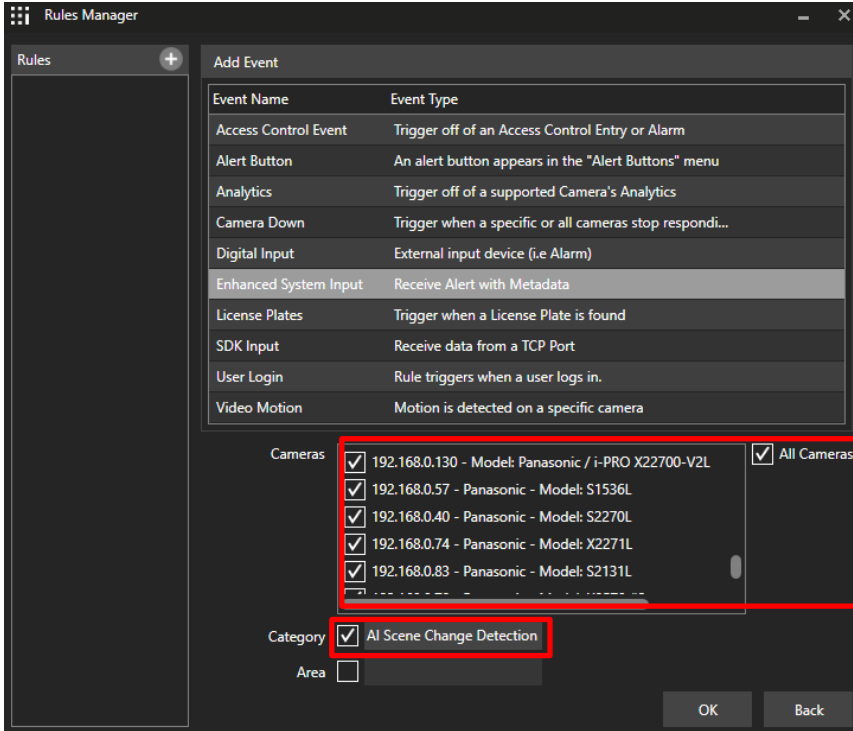 Rules Manager
Rules
Add Event
Event Name Event Type
Access Control Event Trigger off of an Access Control Entry or Alarm
Alert Button An alert button appears in the "Alert Buttons" menu
Analytics Trigger off of a supported Camera's Analytics
Camera Down Trigger when a specific or all cameras stop respondi...
Digital Input External input device (i.e Alarm)
Enhanced System Input Receive Alert with Metadata
License Plates Trigger when a License Plate is found
SDK Input Receive data from a TCP Port
User Login Rule triggers when a user logs in.
Video Motion Motion is detected on a specific camera
Cameras
192.168.0.130 - Model: Panasonic / i-PRO X22700-V2L
All Cameras
192.168.0.57 - Panasonic - Model: S1536L
192.168.0.40 - Panasonic - Model: S2270L
192.168.0.74 - Panasonic - Model: X2271L
192.168.0.83 - Panasonic - Model: S2131L
Category AI Scene Change Detection
Area
OK Back